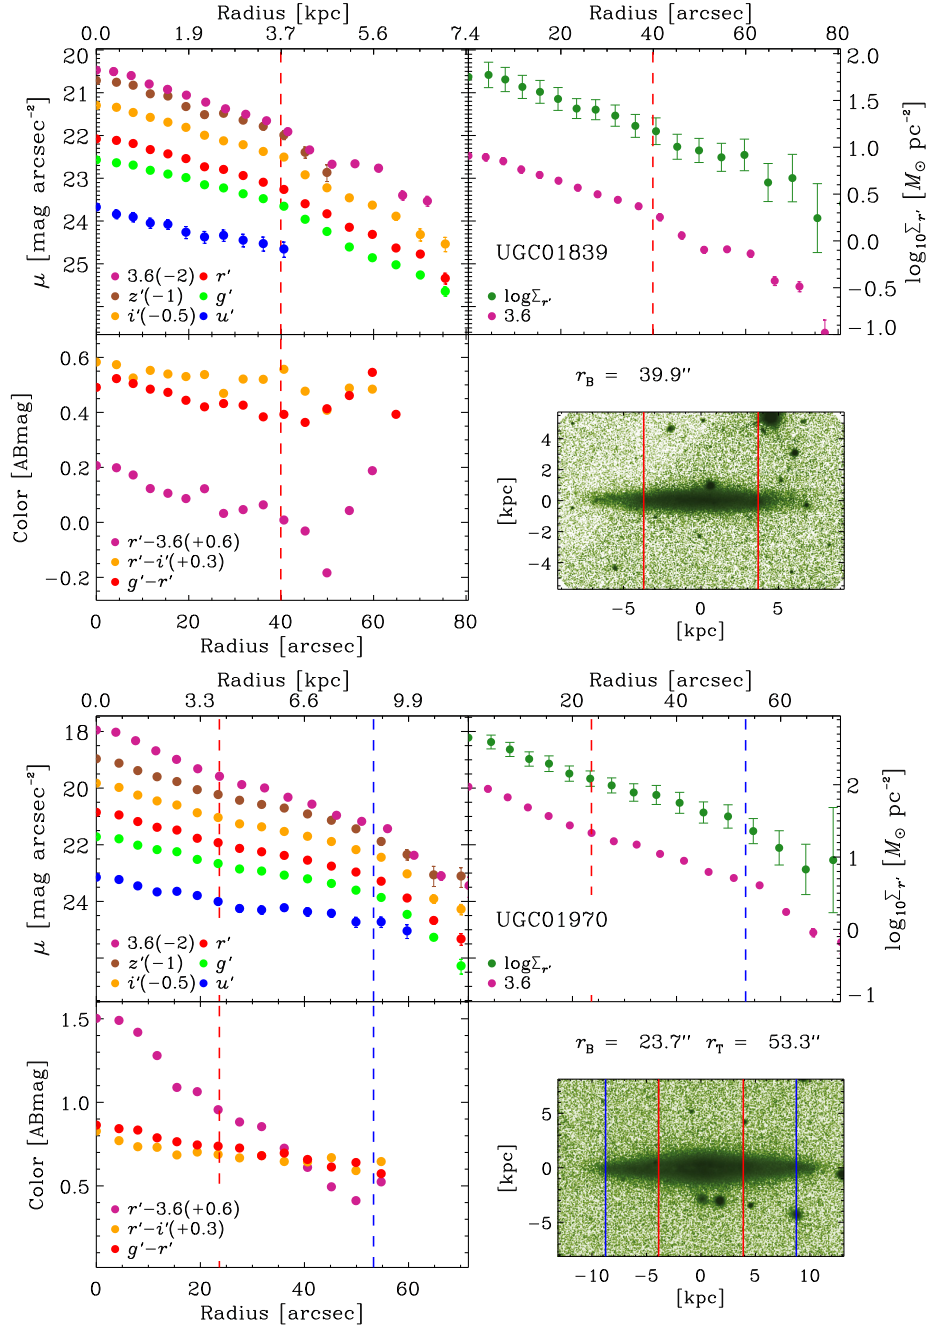 Radius [kpc] Radius [arcsec]
0.0 1.9 3.7 5.6 7.4 20 40 60 80
20 21 22 23 24 25
μ [mag arcsec⁻²]
3.6(−2) r′
z′(−1) g′
i′(−0.5) u′
UGC01839
logΣr′
3.6
2.0 1.5 1.0 0.5 0.0 −0.5 −1.0
log₁₀Σr′ [M⊙ pc⁻²]
0.6 0.4 0.2 0.0 −0.2
Color [ABmag]
r′−3.6(+0.6)
r′−i′(+0.3)
g′−r′
0 20 40 60 80
Radius [arcsec]
rB = 39.9″
4 2 0 −2 −4
[kpc]
−5 0 5
[kpc]
Radius [kpc] Radius [arcsec]
0.0 3.3 6.6 9.9 20 40 60
18 20 22 24
μ [mag arcsec⁻²]
3.6(−2) r′
z′(−1) g′
i′(−0.5) u′
UGC01970
logΣr′
3.6
2 1 0 −1
log₁₀Σr′ [M⊙ pc⁻²]
1.5 1.0 0.5
Color [ABmag]
r′−3.6(+0.6)
r′−i′(+0.3)
g′−r′
0 20 40 60
Radius [arcsec]
rB = 23.7″ rT = 53.3″
5 0 −5
[kpc]
−10 −5 0 5 10
[kpc]